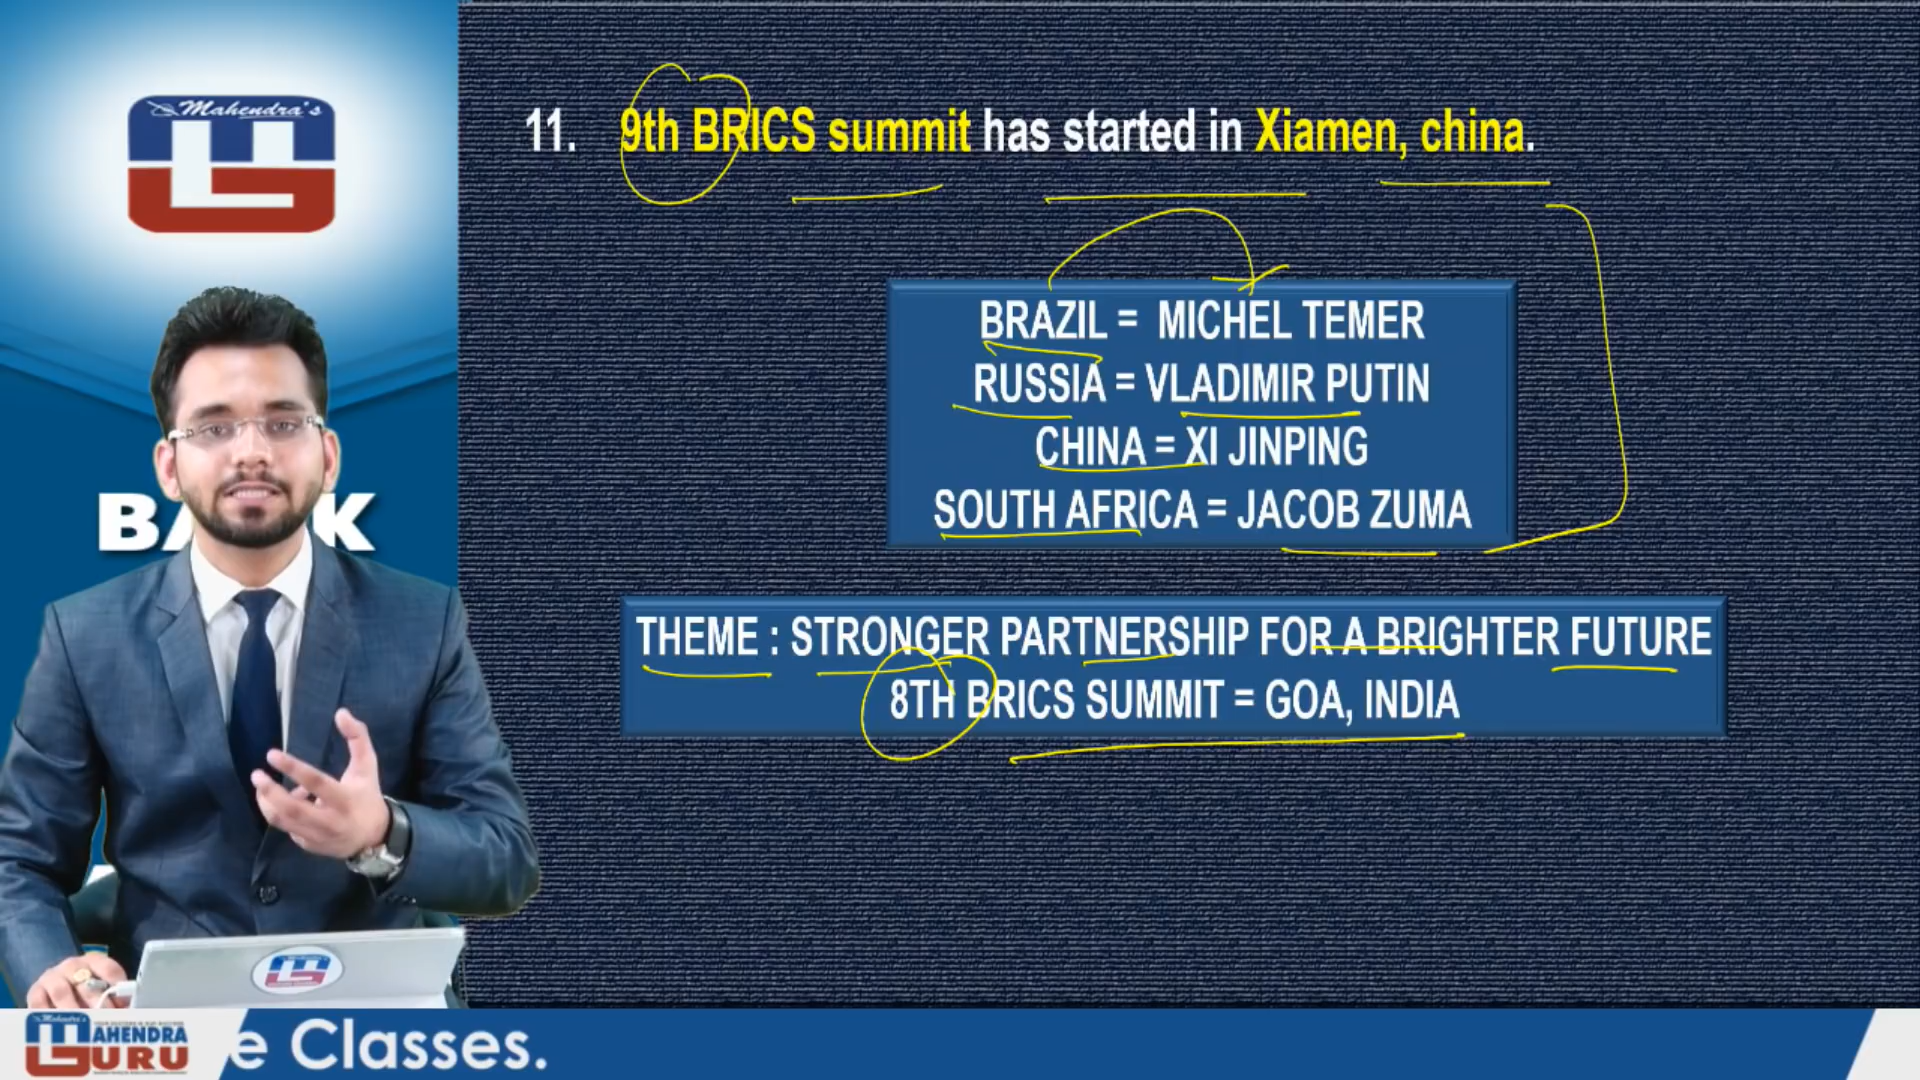 Mahendra's
11. 9th BRICS summit has started in Xiamen, china.
BRAZIL = MICHEL TEMER
RUSSIA = VLADIMIR PUTIN
CHINA = XI JINPING
SOUTH AFRICA = JACOB ZUMA
THEME : STRONGER PARTNERSHIP FOR A BRIGHTER FUTURE
8TH BRICS SUMMIT = GOA, INDIA
Mahendra's
MAHENDRA
GURU
e Classes.